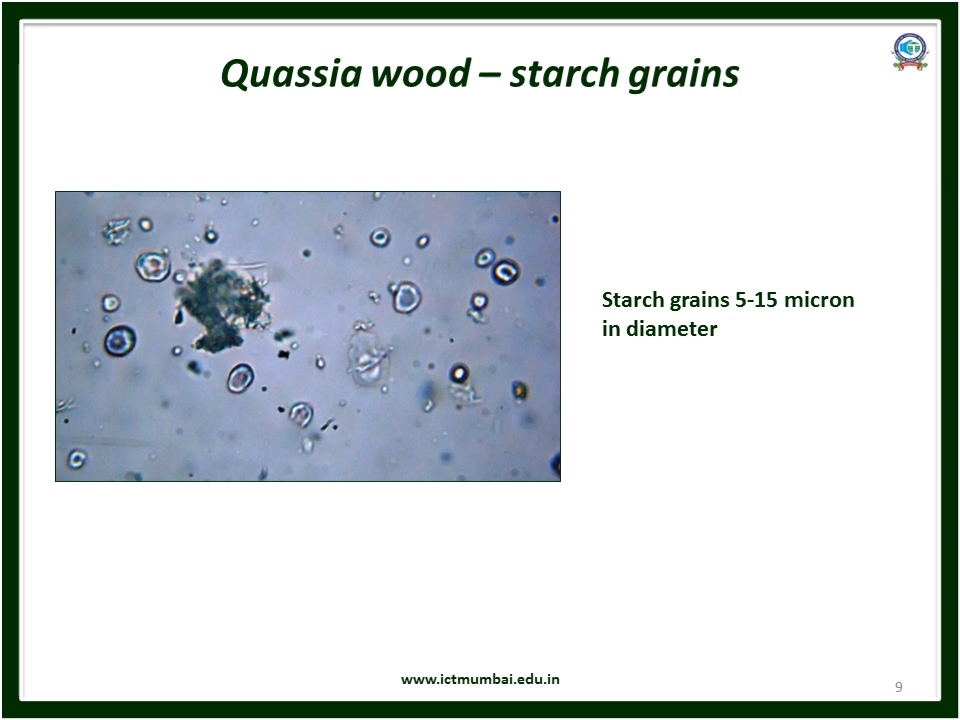 Quassia wood – starch grains
Starch grains 5-15 micron
in diameter
www.ictmumbai.edu.in
9